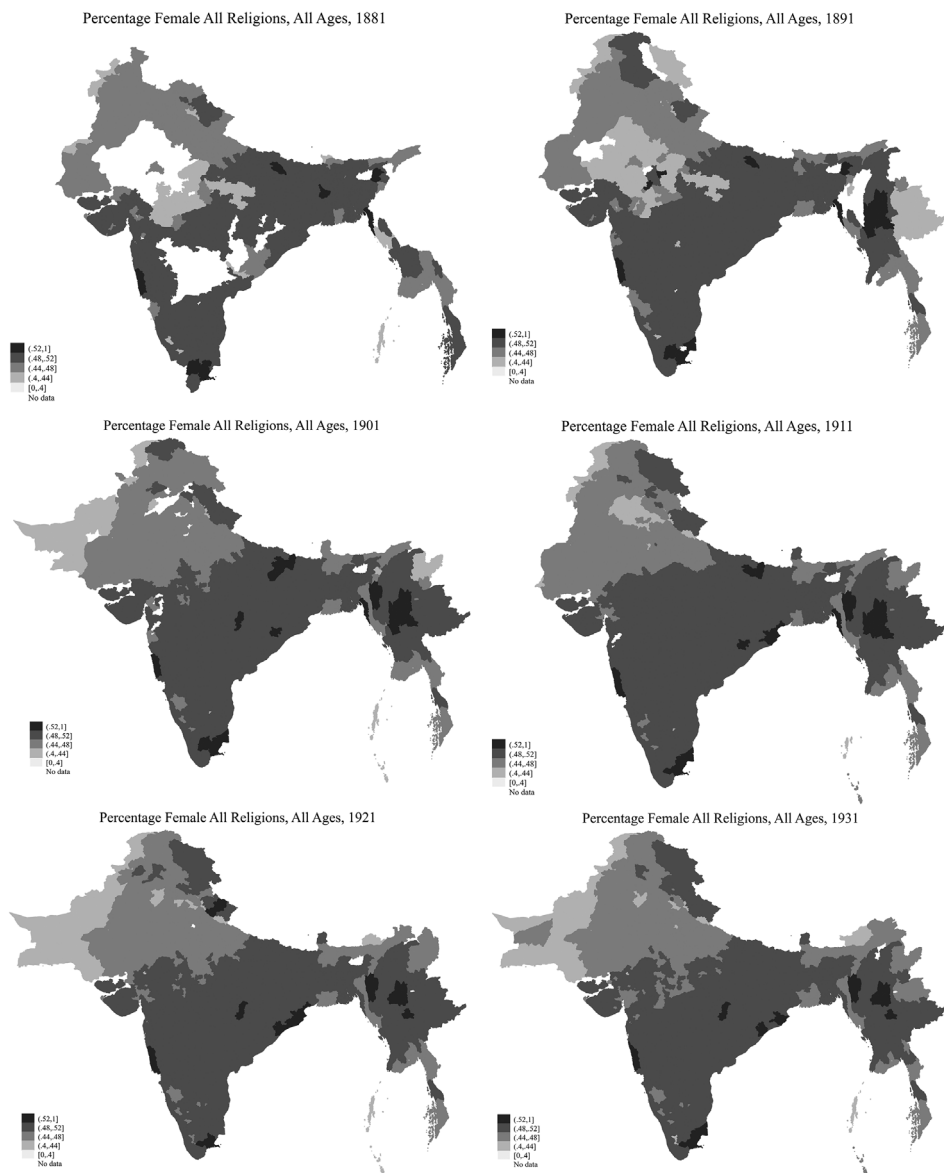 Percentage Female All Religions, All Ages, 1881
Percentage Female All Religions, All Ages, 1891
(.52,1]
(.48,.52]
(.44,.48]
(.4,.44]
[0,.4]
No data
(.52,1]
(.48,.52]
(.44,.48]
(.4,.44]
[0,.4]
No data
Percentage Female All Religions, All Ages, 1901
Percentage Female All Religions, All Ages, 1911
(.52,1]
(.48,.52]
(.44,.48]
(.4,.44]
[0,.4]
No data
(.52,1]
(.48,.52]
(.44,.48]
(.4,.44]
[0,.4]
No data
Percentage Female All Religions, All Ages, 1921
Percentage Female All Religions, All Ages, 1931
(.52,1]
(.48,.52]
(.44,.48]
(.4,.44]
[0,.4]
No data
(.52,1]
(.48,.52]
(.44,.48]
(.4,.44]
[0,.4]
No data